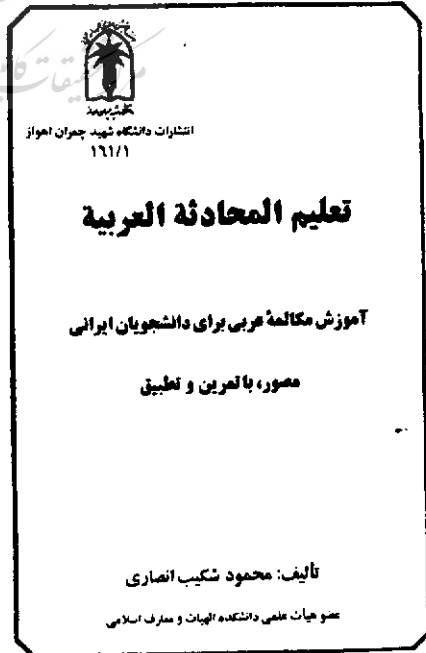 انتشارات دانشگاه شهید چمران اهواز
۱۶۱/۱
تعليم المحادثة العربية
آموزش مکالمهٔ عربی برای دانشجویان ایرانی
مصور، با تمرین و تطبیق
تألیف: محمود شکیب انصاری
عضو هیأت علمی دانشکده الهیات و معارف اسلامی